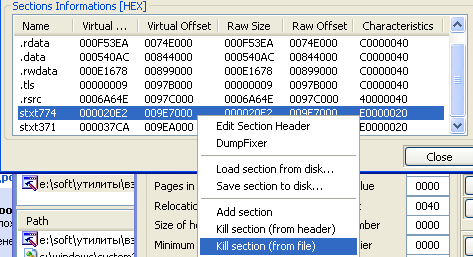 Sections Informations [HEX]
Name Virtual ... Virtual Offset Raw Size Raw Offset Characteristics
.rdata 000F53EA 0074E000 000F53EA 0074E000 C0000040
.data 000540AC 00844000 000540AC 00844000 C0000040
.rwdata 000E1678 00899000 000E1678 00899000 C0000040
.tls 00000009 0097B000 00000009 0097B000 C0000040
.rsrc 0006A64E 0097C000 0006A64E 0097C000 40000040
stxt774 000020E2 009E7000 000020E2 009E7000 E0000020
stxt371 000037CA 009EA000 E0000020
Edit Section Header
DumpFixer
Load section from disk...
Save section to disk...
Add section
Kill section (from header)
Kill section (from file)
Close
e:\soft\утилиты\вз
Path
e:\soft\утилиты\вз
Pages in
Relocatio
Size of h
Minimum
0000
0040
0000
0000